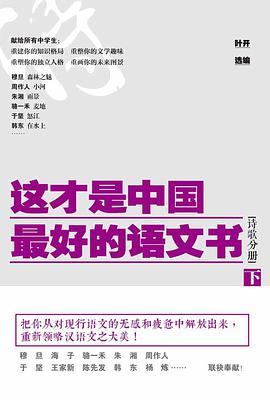 献给所有中学生:
重建你的知识格局 重整你的文学趣味
重塑你的独立人格 重画你的未来图景
穆旦 森林之魅
周作人 小河
朱湘 雨景
骆一禾 麦地
于坚 怒江
韩东 在水上
……
叶开
选编
这才是中国
最好的语文书
诗歌分册
下
把你从对现行语文的无感和疲惫中解放出来,
重新领略汉语文之大美!
穆旦 海子 骆一禾 朱湘 周作人
于坚 王家新 陈先发 韩东 杨炼…… 联袂奉献!